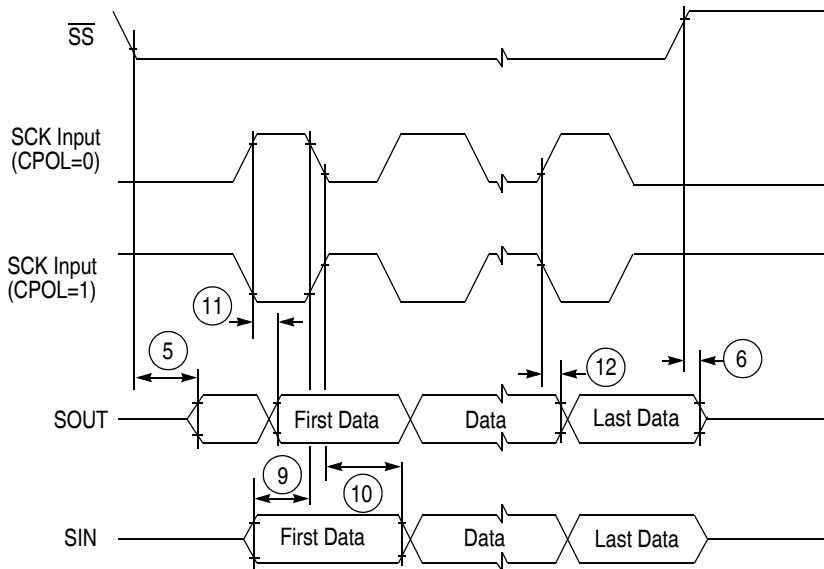 SS
SCK Input
(CPOL=0)
SCK Input
(CPOL=1)
11
5
12
6
SOUT
First Data
Data
Last Data
9
10
SIN
First Data
Data
Last Data